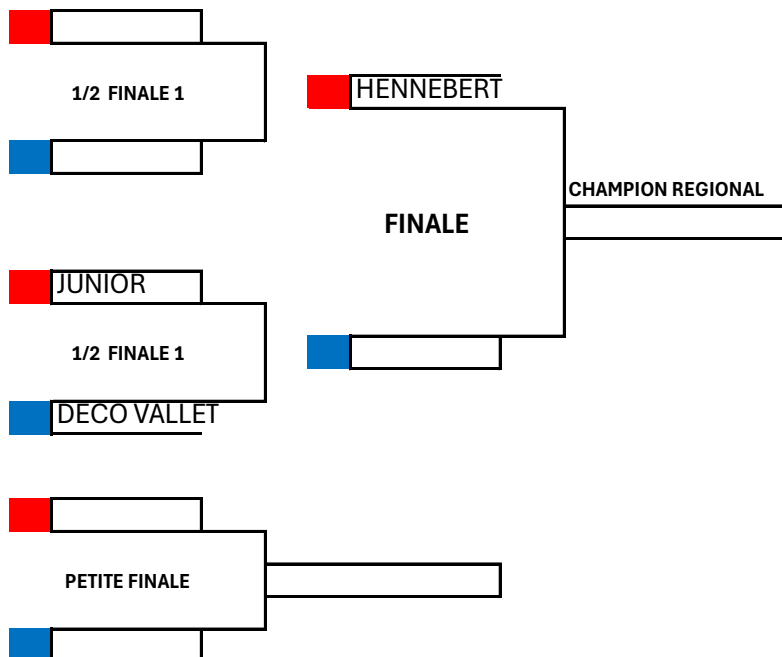 1/2 FINALE 1
HENNEBERT
CHAMPION REGIONAL
FINALE
JUNIOR
1/2 FINALE 1
DECO VALLET
PETITE FINALE